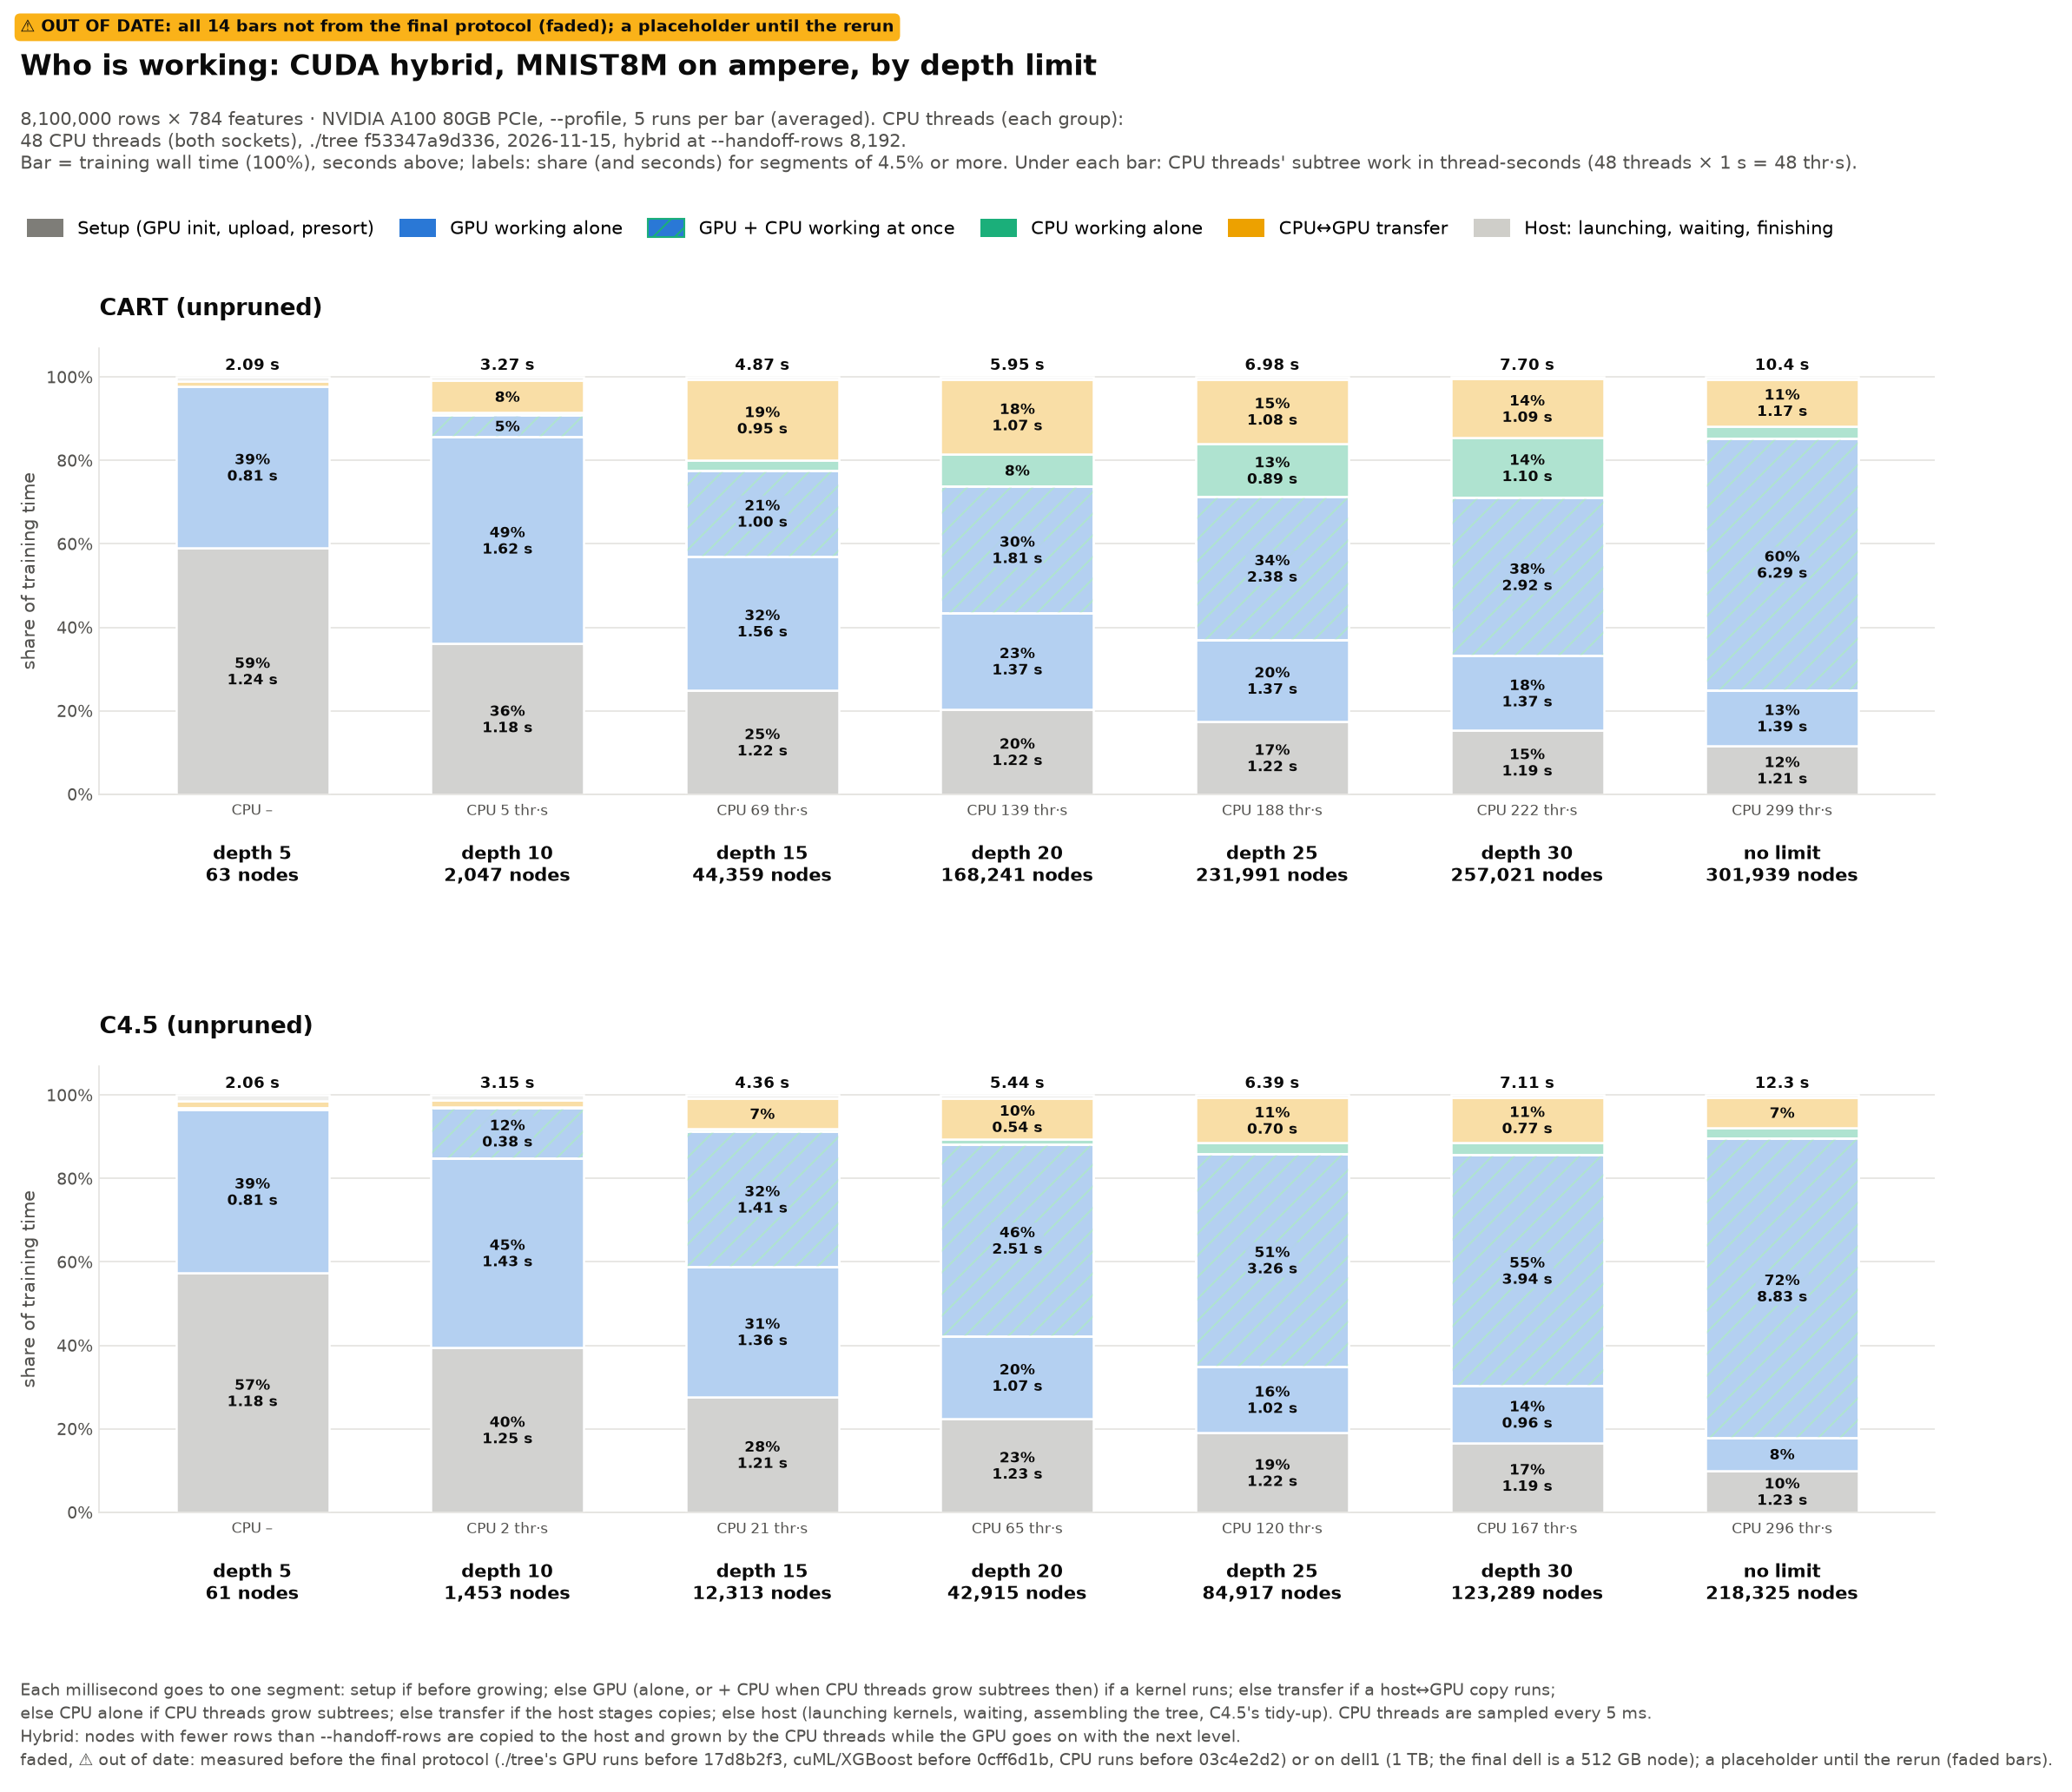 ⚠ OUT OF DATE: all 14 bars not from the final protocol (faded); a placeholder until the rerun
Who is working: CUDA hybrid, MNIST8M on ampere, by depth limit
8,100,000 rows × 784 features · NVIDIA A100 80GB PCIe, --profile, 5 runs per bar (averaged). CPU threads (each group):
48 CPU threads (both sockets), ./tree f53347a9d336, 2026-11-15, hybrid at --handoff-rows 8,192.
Bar = training wall time (100%), seconds above; labels: share (and seconds) for segments of 4.5% or more. Under each bar: CPU threads' subtree work in thread-seconds (48 threads × 1 s = 48 thr·s).
Setup (GPU init, upload, presort) GPU working alone GPU + CPU working at once CPU working alone CPU↔GPU transfer Host: launching, waiting, finishing
CART (unpruned)
share of training time
100%
80%
60%
40%
20%
0%
2.09 s
39%
0.81 s
59%
1.24 s
CPU –
depth 5
63 nodes
3.27 s
8%
5%
49%
1.62 s
36%
1.18 s
CPU 5 thr·s
depth 10
2,047 nodes
4.87 s
19%
0.95 s
21%
1.00 s
32%
1.56 s
25%
1.22 s
CPU 69 thr·s
depth 15
44,359 nodes
5.95 s
18%
1.07 s
8%
30%
1.81 s
23%
1.37 s
20%
1.22 s
CPU 139 thr·s
depth 20
168,241 nodes
6.98 s
15%
1.08 s
13%
0.89 s
34%
2.38 s
20%
1.37 s
17%
1.22 s
CPU 188 thr·s
depth 25
231,991 nodes
7.70 s
14%
1.09 s
14%
1.10 s
38%
2.92 s
18%
1.37 s
15%
1.19 s
CPU 222 thr·s
depth 30
257,021 nodes
10.4 s
11%
1.17 s
60%
6.29 s
13%
1.39 s
12%
1.21 s
CPU 299 thr·s
no limit
301,939 nodes
C4.5 (unpruned)
share of training time
100%
80%
60%
40%
20%
0%
2.06 s
39%
0.81 s
57%
1.18 s
CPU –
depth 5
61 nodes
3.15 s
12%
0.38 s
45%
1.43 s
40%
1.25 s
CPU 2 thr·s
depth 10
1,453 nodes
4.36 s
7%
32%
1.41 s
31%
1.36 s
28%
1.21 s
CPU 21 thr·s
depth 15
12,313 nodes
5.44 s
10%
0.54 s
46%
2.51 s
20%
1.07 s
23%
1.23 s
CPU 65 thr·s
depth 20
42,915 nodes
6.39 s
11%
0.70 s
51%
3.26 s
16%
1.02 s
19%
1.22 s
CPU 120 thr·s
depth 25
84,917 nodes
7.11 s
11%
0.77 s
55%
3.94 s
14%
0.96 s
17%
1.19 s
CPU 167 thr·s
depth 30
123,289 nodes
12.3 s
7%
72%
8.83 s
8%
10%
1.23 s
CPU 296 thr·s
no limit
218,325 nodes
Each millisecond goes to one segment: setup if before growing; else GPU (alone, or + CPU when CPU threads grow subtrees then) if a kernel runs; else transfer if a host↔GPU copy runs;
else CPU alone if CPU threads grow subtrees; else transfer if the host stages copies; else host (launching kernels, waiting, assembling the tree, C4.5's tidy-up). CPU threads are sampled every 5 ms.
Hybrid: nodes with fewer rows than --handoff-rows are copied to the host and grown by the CPU threads while the GPU goes on with the next level.
faded, ⚠ out of date: measured before the final protocol (./tree's GPU runs before 17d8b2f3, cuML/XGBoost before 0cff6d1b, CPU runs before 03c4e2d2) or on dell1 (1 TB; the final dell is a 512 GB node); a placeholder until the rerun (faded bars).